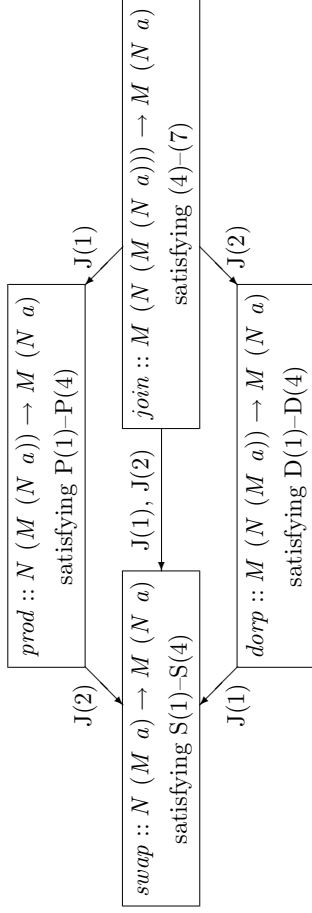 prod :: N (M (N a)) → M (N a)
satisfying P(1)–P(4)
J(2)
J(1)
swap :: N (M a) → M (N a)
satisfying S(1)–S(4)
J(1), J(2)
join :: M (N (M (N a))) → M (N a)
satisfying (4)–(7)
J(1)
J(2)
dorp :: M (N (M a)) → M (N a)
satisfying D(1)–D(4)